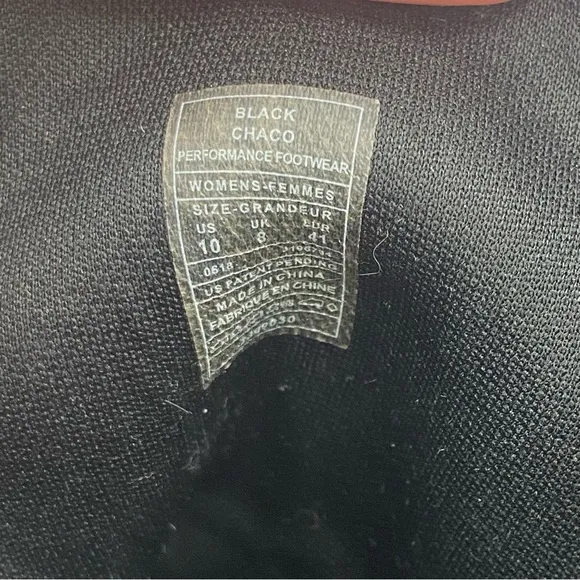 BLACK
CHACO
PERFORMANCE FOOTWEAR
WOMENS-FEMMES
SIZE-GRANDEUR
US UK EUR
10 8 41
0618
US PATENT PENDING
MADE IN CHINA
FABRIQUE EN CHINE